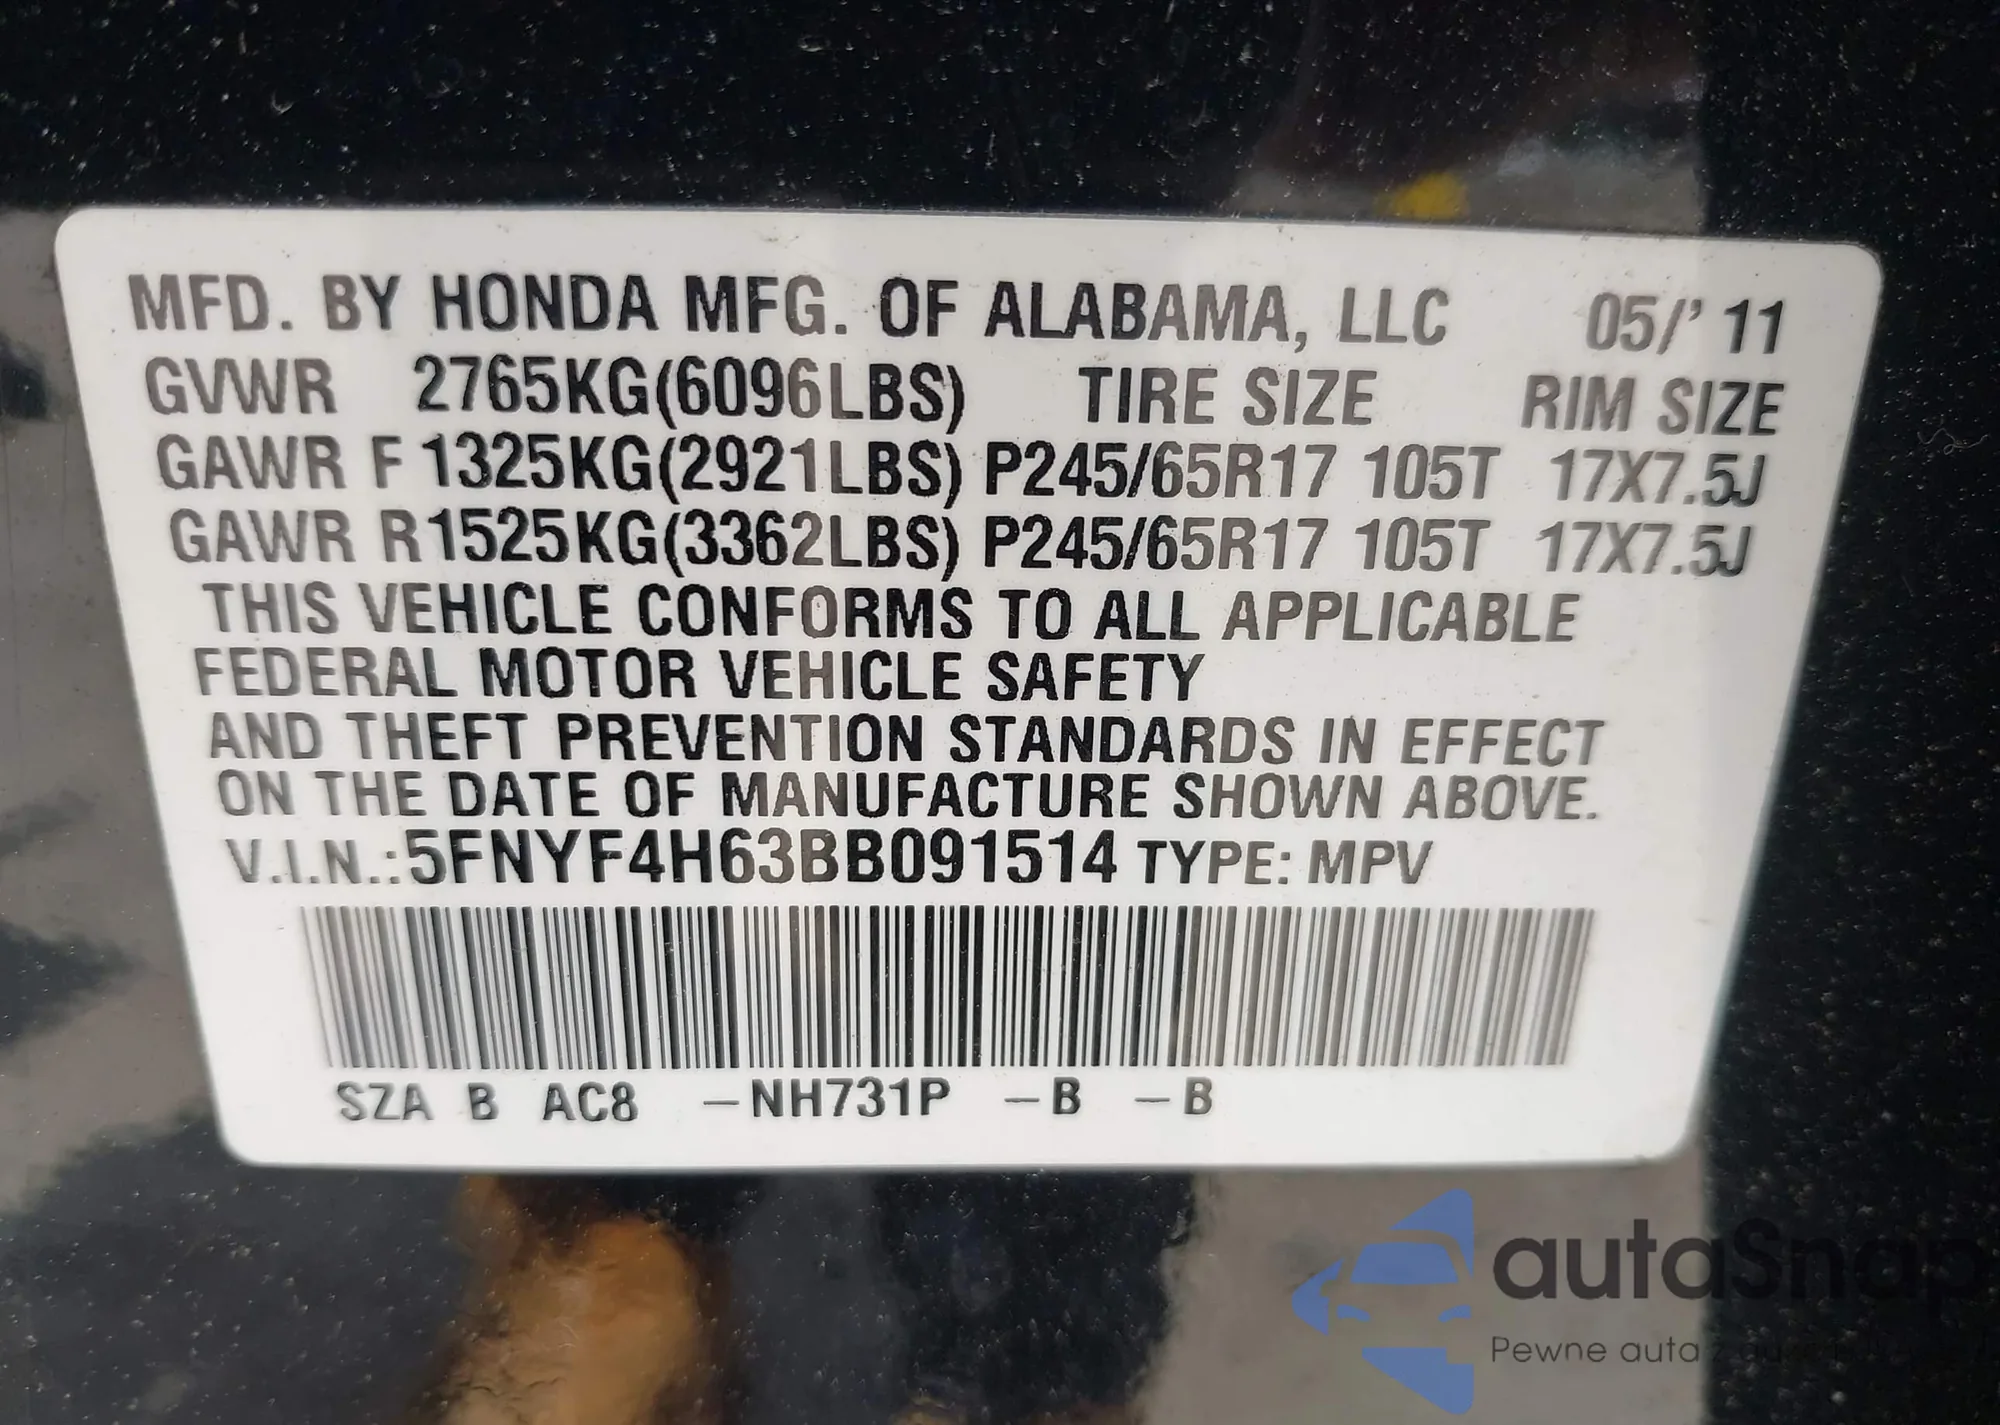 MFD. BY HONDA MFG. OF ALABAMA, LLC 05/' 11
GVWR 2765KG(6096LBS) TIRE SIZE RIM SIZE
GAWR F 1325KG(2921LBS) P245/65R17 105T 17X7.5J
GAWR R 1525KG(3362LBS) P245/65R17 105T 17X7.5J
THIS VEHICLE CONFORMS TO ALL APPLICABLE
FEDERAL MOTOR VEHICLE SAFETY
AND THEFT PREVENTION STANDARDS IN EFFECT
ON THE DATE OF MANUFACTURE SHOWN ABOVE.
V.I.N.:5FNYF4H63BB091514 TYPE: MPV
SZA B AC8 –NH731P –B –B
autaSnap
Pewne auta z